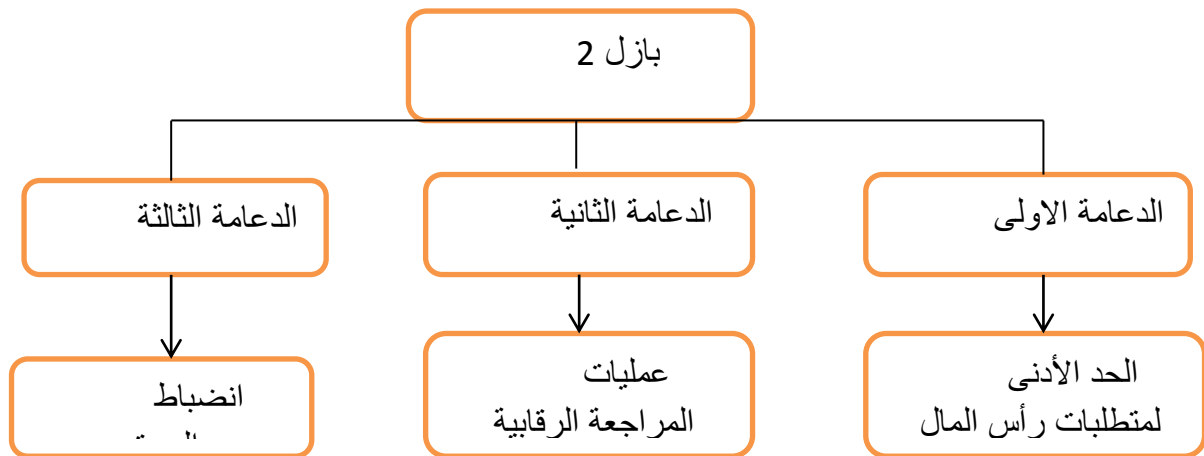 بازل 2
الدعامة الاولى
الدعامة الثانية
الدعامة الثالثة
الحد الأدنى
لمتطلبات رأس المال
عمليات
المراجعة الرقابية
انضباط